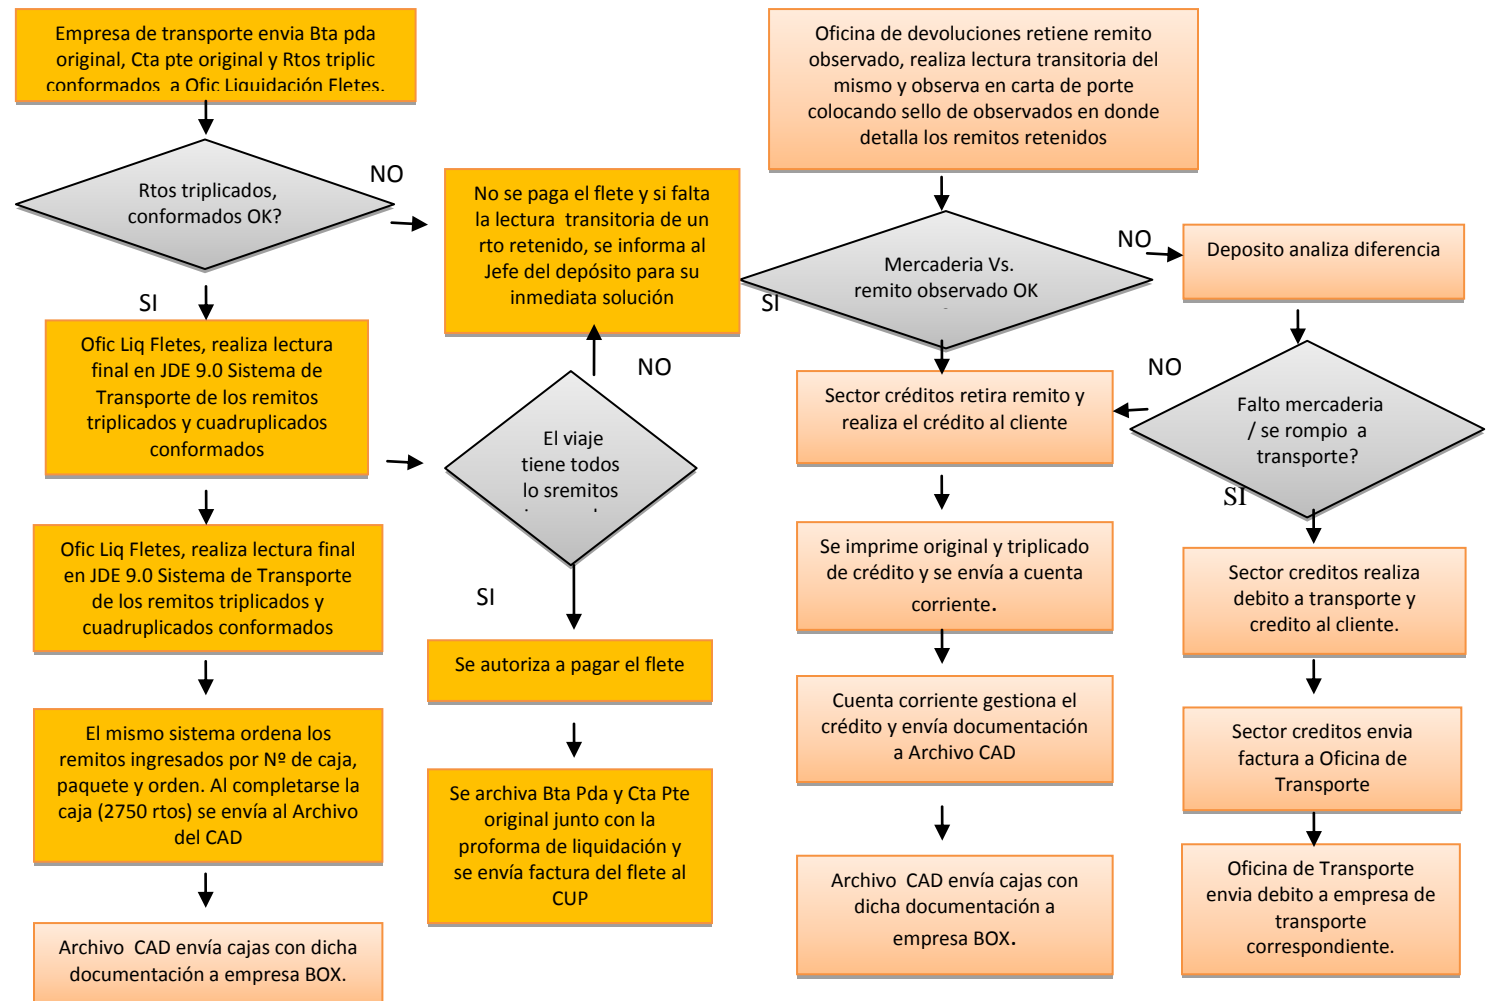 Empresa de transporte envia Bta pda
original, Cta pte original y Rtos triplic
conformados a Ofic Liquidación Fletes.
Rtos triplicados,
conformados OK?
NO
SI
Ofic Liq Fletes, realiza lectura
final en JDE 9.0 Sistema de
Transporte de los remitos
triplicados y cuadruplicados
conformados
Ofic Liq Fletes, realiza lectura final
en JDE 9.0 Sistema de Transporte
de los remitos triplicados y
cuadruplicados conformados
El mismo sistema ordena los
remitos ingresados por Nº de caja,
paquete y orden. Al completarse la
caja (2750 rtos) se envía al Archivo
del CAD
Archivo CAD envía cajas con dicha
documentación a empresa BOX.
No se paga el flete y si falta
la lectura transitoria de un
rto retenido, se informa al
Jefe del depósito para su
inmediata solución
NO
El viaje
tiene todos
lo sremitos
SI
Se autoriza a pagar el flete
Se archiva Bta Pda y Cta Pte
original junto con la
proforma de liquidación y
se envía factura del flete al
CUP
Oficina de devoluciones retiene remito
observado, realiza lectura transitoria del
mismo y observa en carta de porte
colocando sello de observados en donde
detalla los remitos retenidos
Mercaderia Vs.
remito observado OK
NO
SI
Sector créditos retira remito y
realiza el crédito al cliente
Se imprime original y triplicado
de crédito y se envía a cuenta
corriente.
Cuenta corriente gestiona el
crédito y envía documentación
a Archivo CAD
Archivo CAD envía cajas con
dicha documentación a
empresa BOX.
Deposito analiza diferencia
NO
Falto mercaderia
/ se rompio a
transporte?
SI
Sector creditos realiza
debito a transporte y
credito al cliente.
Sector creditos envia
factura a Oficina de
Transporte
Oficina de Transporte
envia debito a empresa de
transporte
correspondiente.